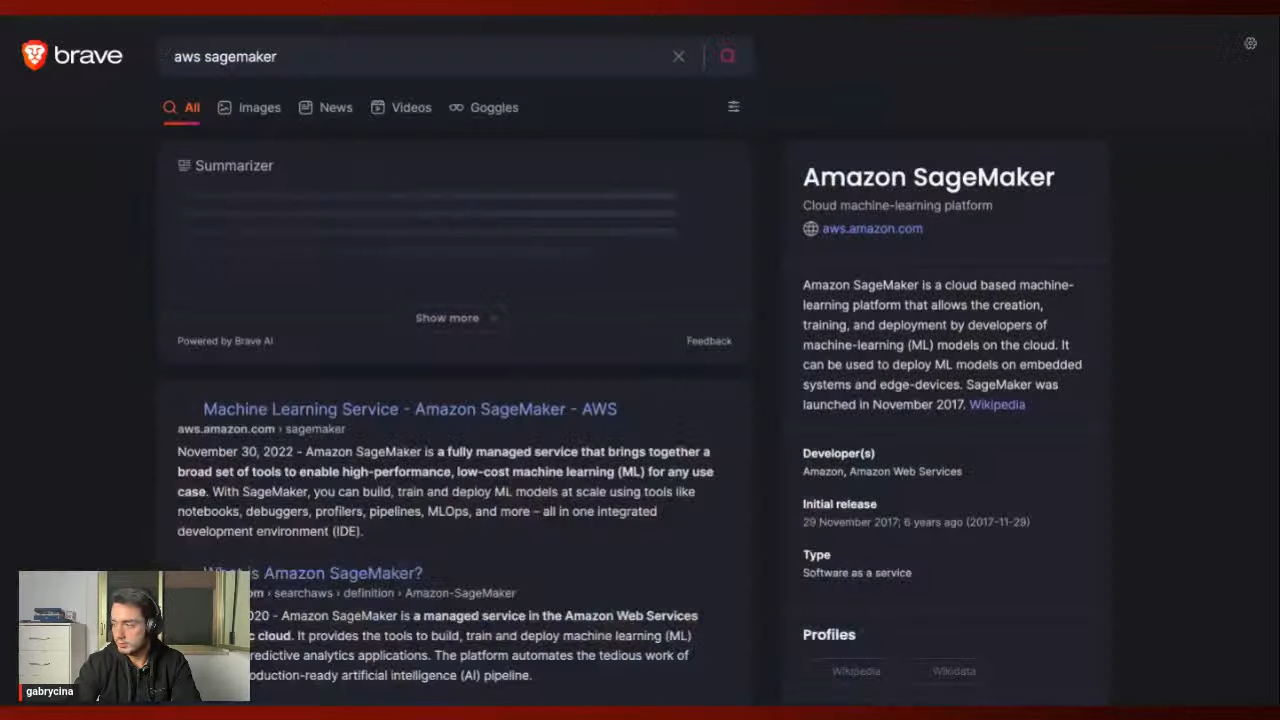 brave
aws sagemaker
All
Images
News
Videos
Goggles
Summarizer
Show more
Powered by Brave AI
Feedback
Machine Learning Service - Amazon SageMaker - AWS
aws.amazon.com › sagemaker
November 30, 2022 - Amazon SageMaker is a fully managed service that brings together a
broad set of tools to enable high-performance, low-cost machine learning (ML) for any use
case. With SageMaker, you can build, train and deploy ML models at scale using tools like
notebooks, debuggers, profilers, pipelines, MLOps, and more – all in one integrated
development environment (IDE).
is Amazon SageMaker?
om › searchaws › definition › Amazon-SageMaker
020 - Amazon SageMaker is a managed service in the Amazon Web Services
cloud. It provides the tools to build, train and deploy machine learning (ML)
redictive analytics applications. The platform automates the tedious work of
oduction-ready artificial intelligence (AI) pipeline.
Amazon SageMaker
Cloud machine-learning platform
aws.amazon.com
Amazon SageMaker is a cloud based machine-
learning platform that allows the creation,
training, and deployment by developers of
machine-learning (ML) models on the cloud. It
can be used to deploy ML models on embedded
systems and edge-devices. SageMaker was
launched in November 2017. Wikipedia
Developer(s)
Amazon, Amazon Web Services
Initial release
29 November 2017; 6 years ago (2017-11-29)
Type
Software as a service
Profiles
Wikipedia
Wikidata
gabrycina